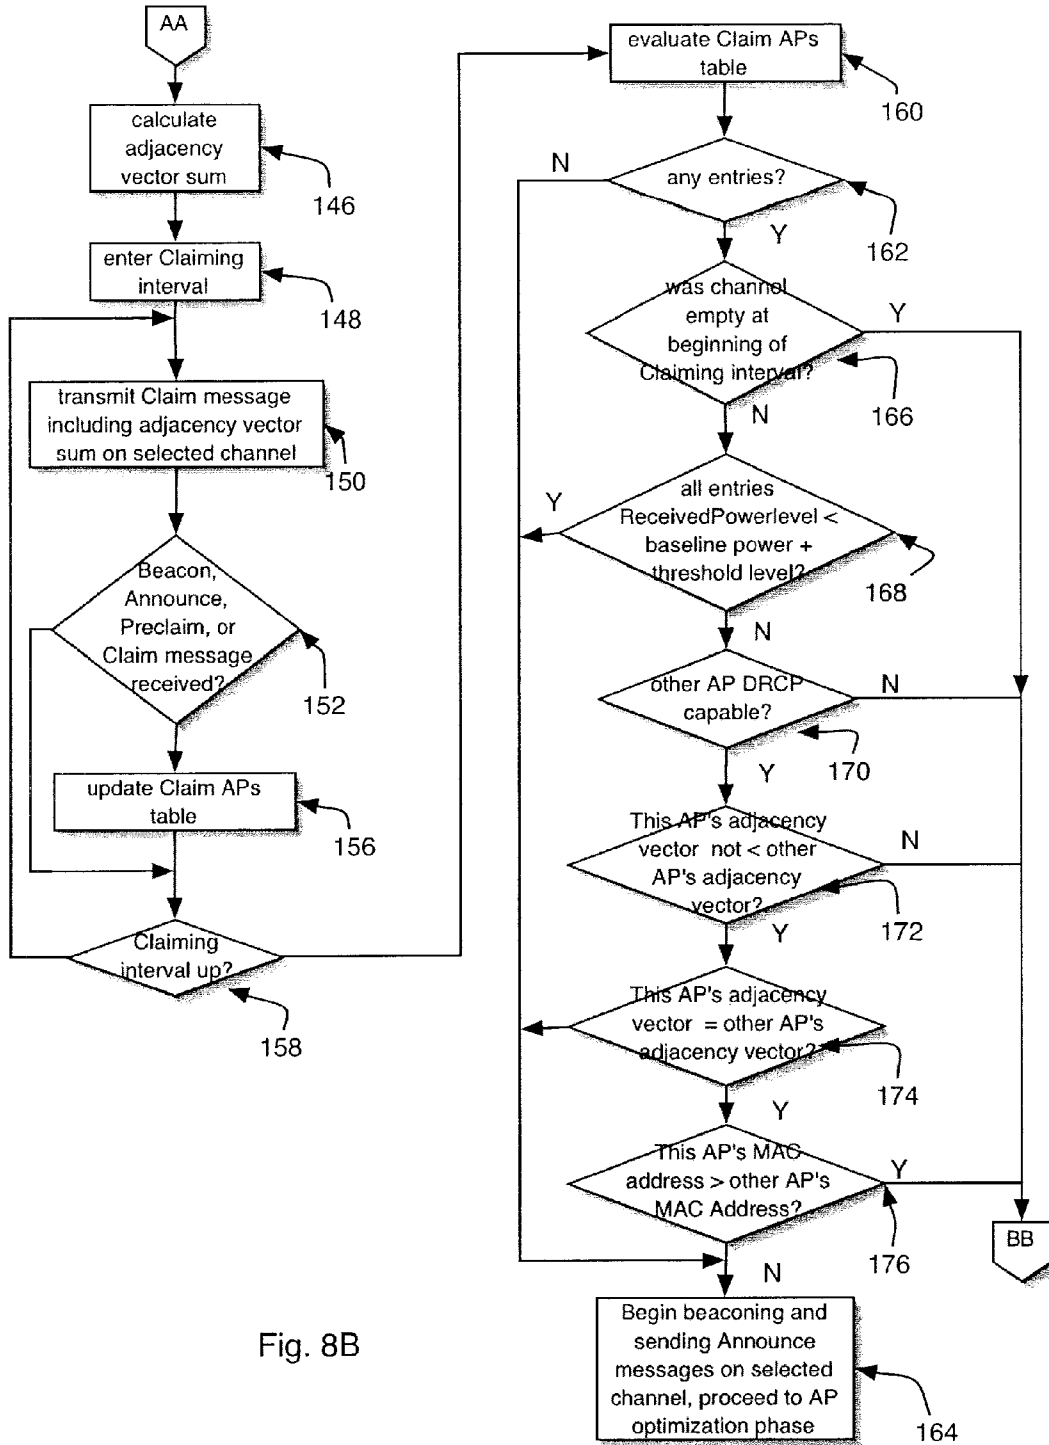 AA
calculate
adjacency
vector sum
146
enter Claiming
interval
148
transmit Claim message
including adjacency vector
sum on selected channel
150
Beacon,
Announce,
Preclaim, or
Claim message
received?
152
update Claim APs
table
156
Claiming
interval up?
158
evaluate Claim APs
table
160
N
any entries?
162
Y
was channel
empty at
beginning of
Claiming interval?
Y
166
N
all entries
ReceivedPowerlevel <
baseline power +
threshold level?
Y
168
N
other AP DRCP
capable?
N
170
Y
This AP's adjacency
vector not < other
AP's adjacency
vector?
N
172
Y
This AP's adjacency
vector = other AP's
adjacency vector?
174
Y
This AP's MAC
address > other AP's
MAC Address?
Y
176
BB
N
Begin beaconing and
sending Announce
messages on selected
channel, proceed to AP
optimization phase
164
Fig. 8B